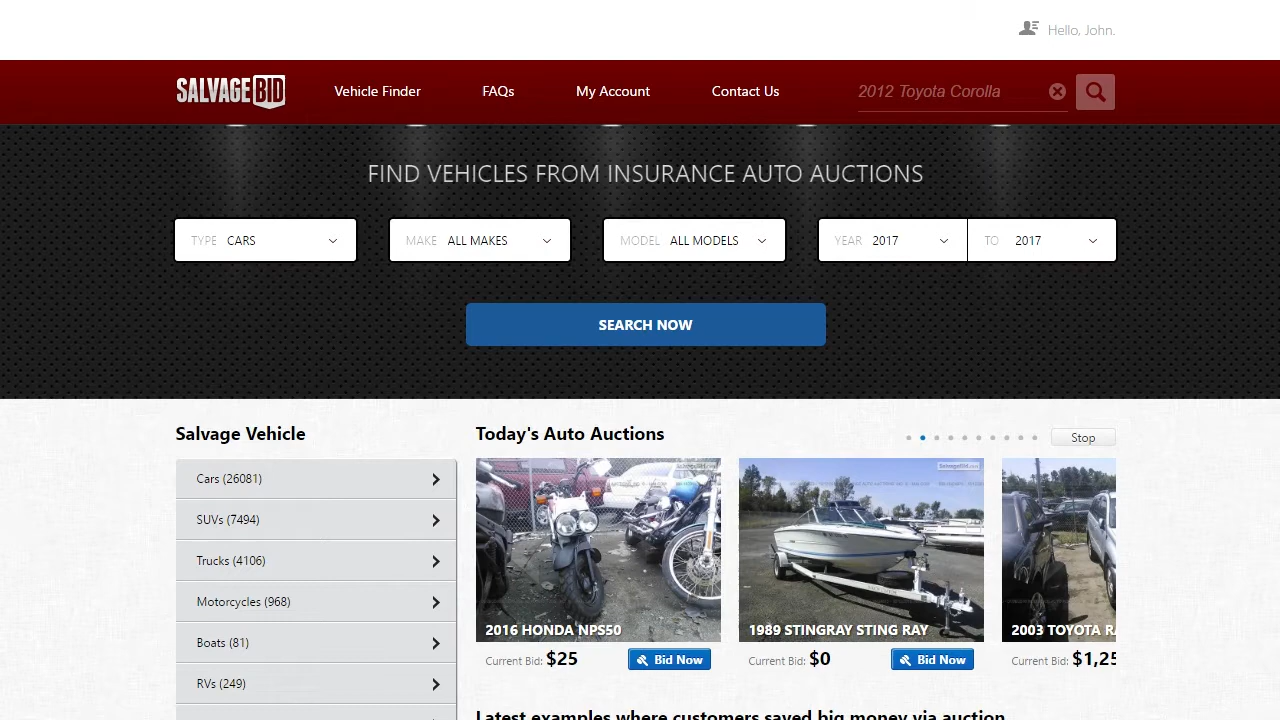 Hello, John.
SALVAGE BID
Vehicle Finder
FAQs
My Account
Contact Us
2012 Toyota Corolla
FIND VEHICLES FROM INSURANCE AUTO AUCTIONS
TYPE CARS
MAKE ALL MAKES
MODEL ALL MODELS
YEAR 2017
TO 2017
SEARCH NOW
Salvage Vehicle
Cars (26081)
SUVs (7494)
Trucks (4106)
Motorcycles (968)
Boats (81)
RVs (249)
Today's Auto Auctions
Stop
2016 HONDA NPS50
Current Bid: $25
Bid Now
1989 STINGRAY STING RAY
Current Bid: $0
Bid Now
2003 TOYOTA
Current Bid: $1,25
Latest examples where customers saved big money via auction